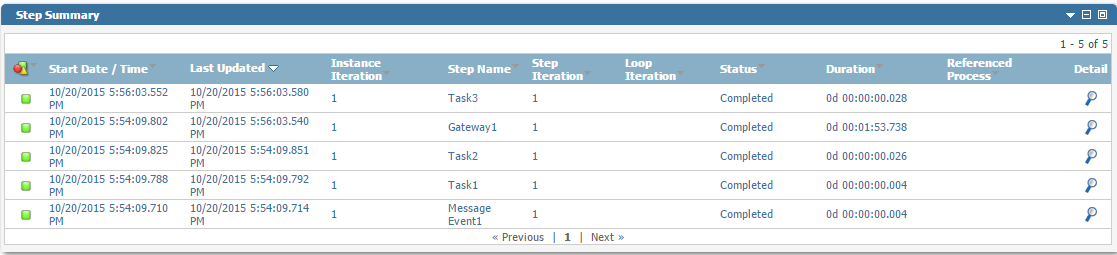 Step Summary
1 - 5 of 5
Start Date / Time Last Updated Instance Iteration Step Name Step Iteration Loop Iteration Status Duration Referenced Process Detail
10/20/2015 5:56:03.552 PM 10/20/2015 5:56:03.580 PM 1 Task3 1 Completed 0d 00:00:00.028
10/20/2015 5:54:09.802 PM 10/20/2015 5:56:03.540 PM 1 Gateway1 1 Completed 0d 00:01:53.738
10/20/2015 5:54:09.825 PM 10/20/2015 5:54:09.851 PM 1 Task2 1 Completed 0d 00:00:00.026
10/20/2015 5:54:09.788 PM 10/20/2015 5:54:09.792 PM 1 Task1 1 Completed 0d 00:00:00.004
10/20/2015 5:54:09.710 PM 10/20/2015 5:54:09.714 PM 1 Message Event1 1 Completed 0d 00:00:00.004
« Previous | 1 | Next »